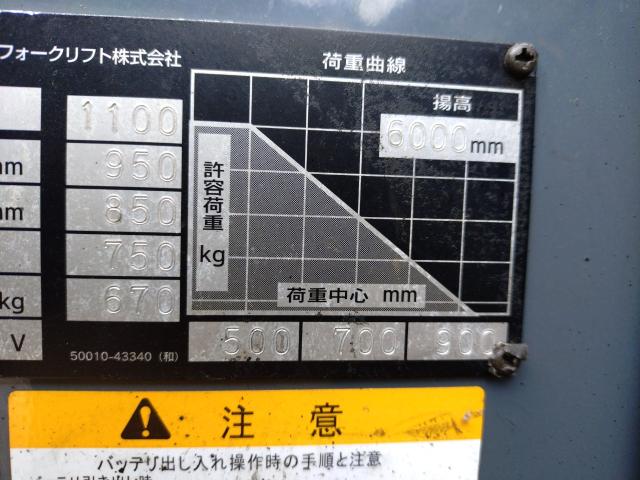 フォークリフト株式会社
荷重曲線
揚高
6000mm
1100
mm 950
mm 850
750
kg 670
V
許容荷重
kg
荷重中心 mm
500 700 900
50010-43340 (和)
注意
バッテリ出し入れ操作時の手順と注意